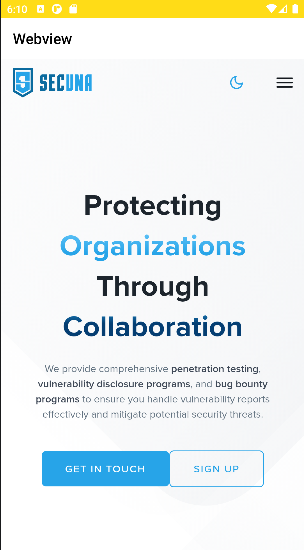 6:10
Webview
SECUNA
Protecting
Organizations
Through
Collaboration
We provide comprehensive penetration testing,
vulnerability disclosure programs, and bug bounty
programs to ensure you handle vulnerability reports
effectively and mitigate potential security threats.
GET IN TOUCH
SIGN UP